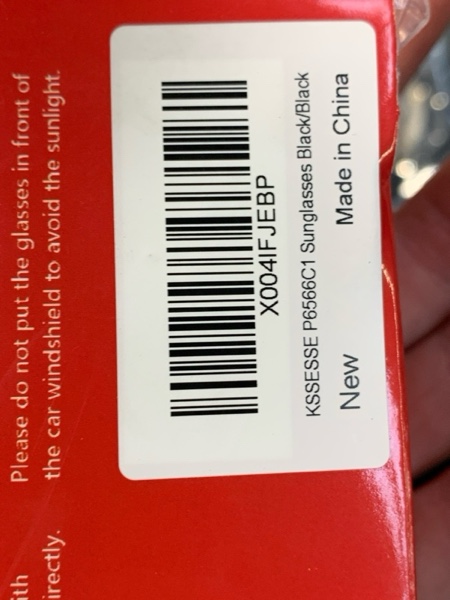 Please do not put the glasses in front of
the car windshield to avoid the sunlight.
ith
irectly.
X004IFJEBP
KSSESSE P6566C1 Sunglasses Black/Black
New
Made in China